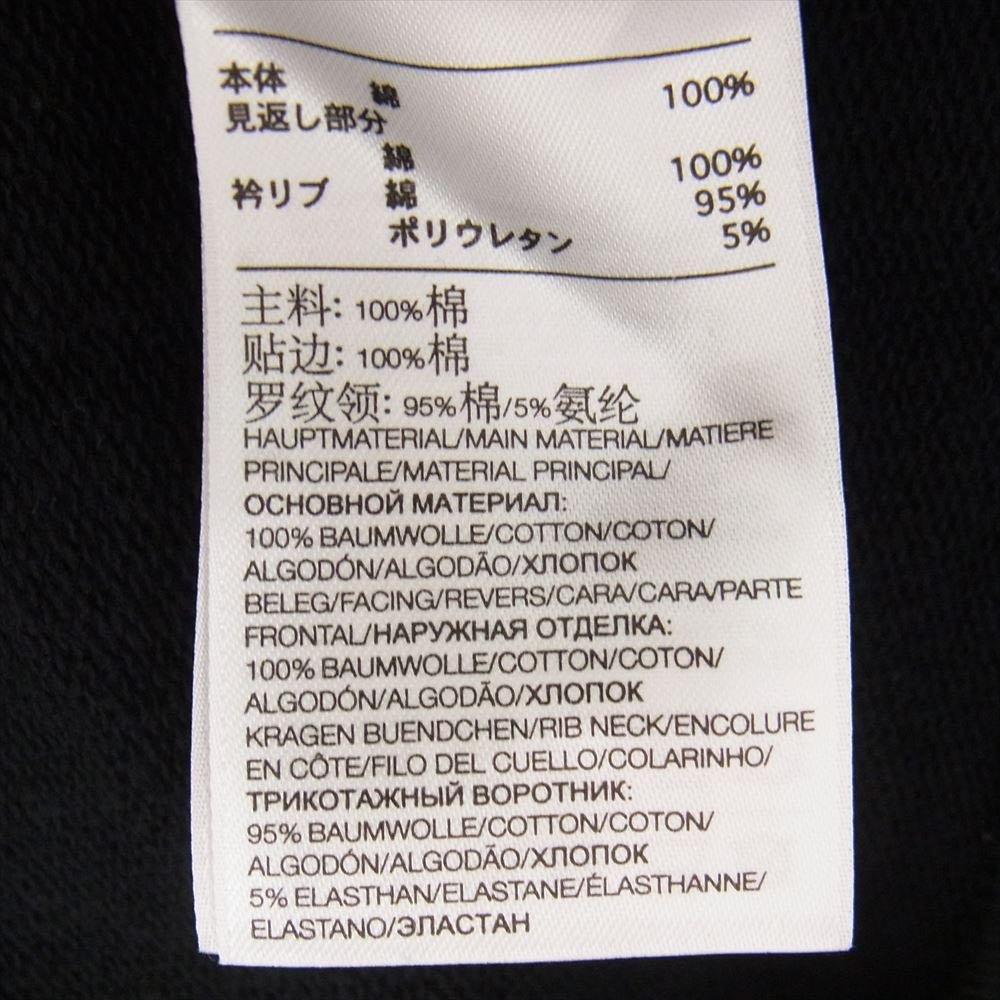 本体 綿 100%
見返し部分
綿 100%
衿リブ 綿 95%
ポリウレタン 5%
主料: 100%棉
贴边: 100%棉
罗纹领: 95%棉/5%氨纶
HAUPTMATERIAL/MAIN MATERIAL/MATIERE
PRINCIPALE/MATERIAL PRINCIPAL/
ОСНОВНОЙ МАТЕРИАЛ:
100% BAUMWOLLE/COTTON/COTON/
ALGODÓN/ALGODÃO/ХЛОПОК
BELEG/FACING/REVERS/CARA/CARA/PARTE
FRONTAL/НАРУЖНАЯ ОТДЕЛКА:
100% BAUMWOLLE/COTTON/COTON/
ALGODÓN/ALGODÃO/ХЛОПОК
KRAGEN BUENDCHEN/RIB NECK/ENCOLURE
EN CÔTE/FILO DEL CUELLO/COLARINHO/
ТРИКОТАЖНЫЙ ВОРОТНИК:
95% BAUMWOLLE/COTTON/COTON/
ALGODÓN/ALGODÃO/ХЛОПОК
5% ELASTHAN/ELASTANE/ÉLASTHANNE/
ELASTANO/ЭЛАСТАН